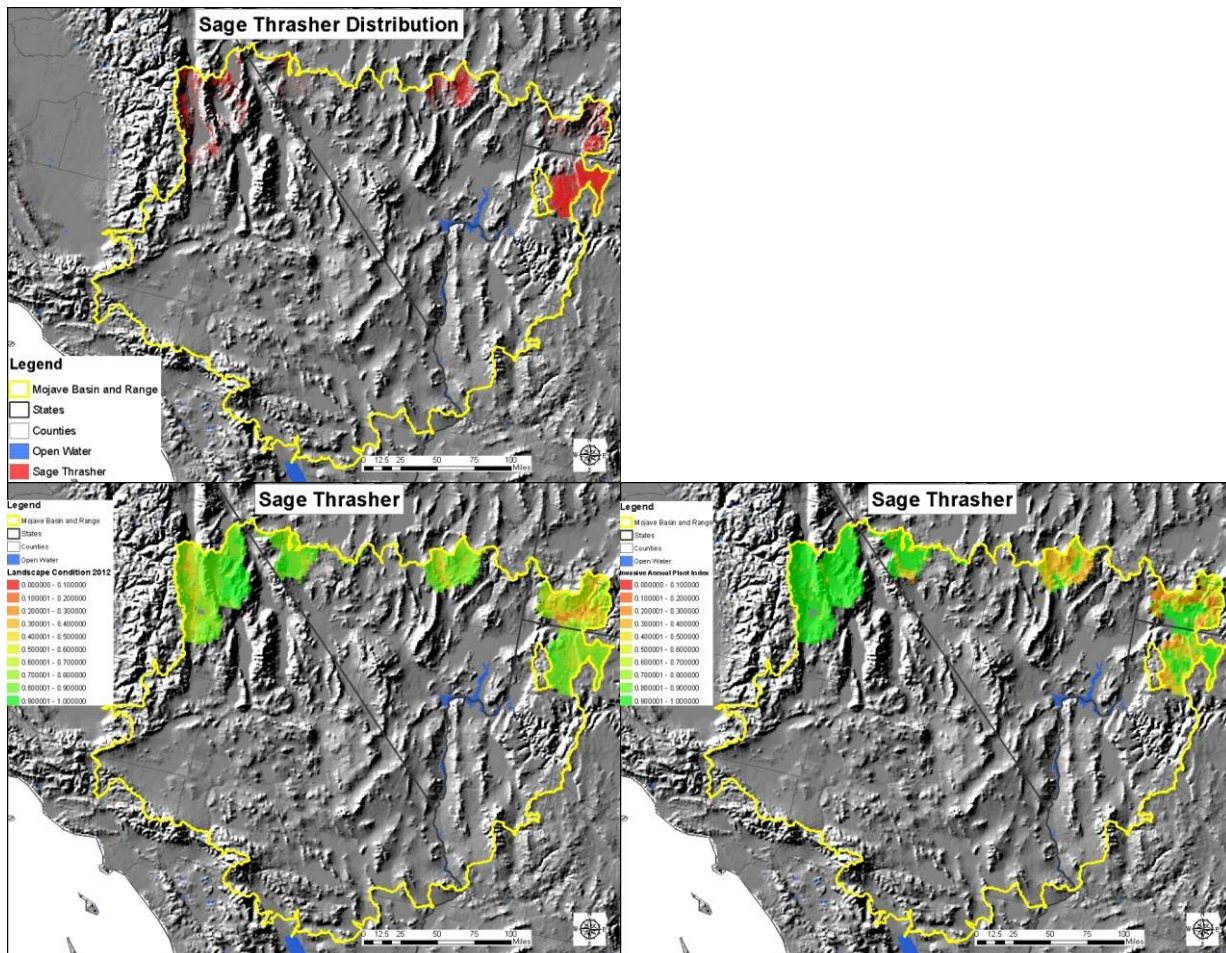 Sage Thrasher Distribution
Legend
Mojave Basin and Range
States
Counties
Open Water
Sage Thrasher
0 12.5 25 50 75 100
Miles
N
W E
S
Sage Thrasher
Legend
Mojave Basin and Range
States
Counties
Open Water
Landscape Condition 2012
0.000000 - 0.100000
0.100001 - 0.200000
0.200001 - 0.300000
0.300001 - 0.400000
0.400001 - 0.500000
0.500001 - 0.600000
0.600001 - 0.700000
0.700001 - 0.800000
0.800001 - 0.900000
0.900001 - 1.000000
0 12.5 25 50 75 100
Miles
Sage Thrasher
Legend
Mojave Basin and Range
States
Counties
Open Water
Invasive Annual Plant Index
0.000000 - 0.100000
0.100001 - 0.200000
0.200001 - 0.300000
0.300001 - 0.400000
0.400001 - 0.500000
0.500001 - 0.600000
0.600001 - 0.700000
0.700001 - 0.800000
0.800001 - 0.900000
0.900001 - 1.000000
0 12.5 25 50 75 100
Miles